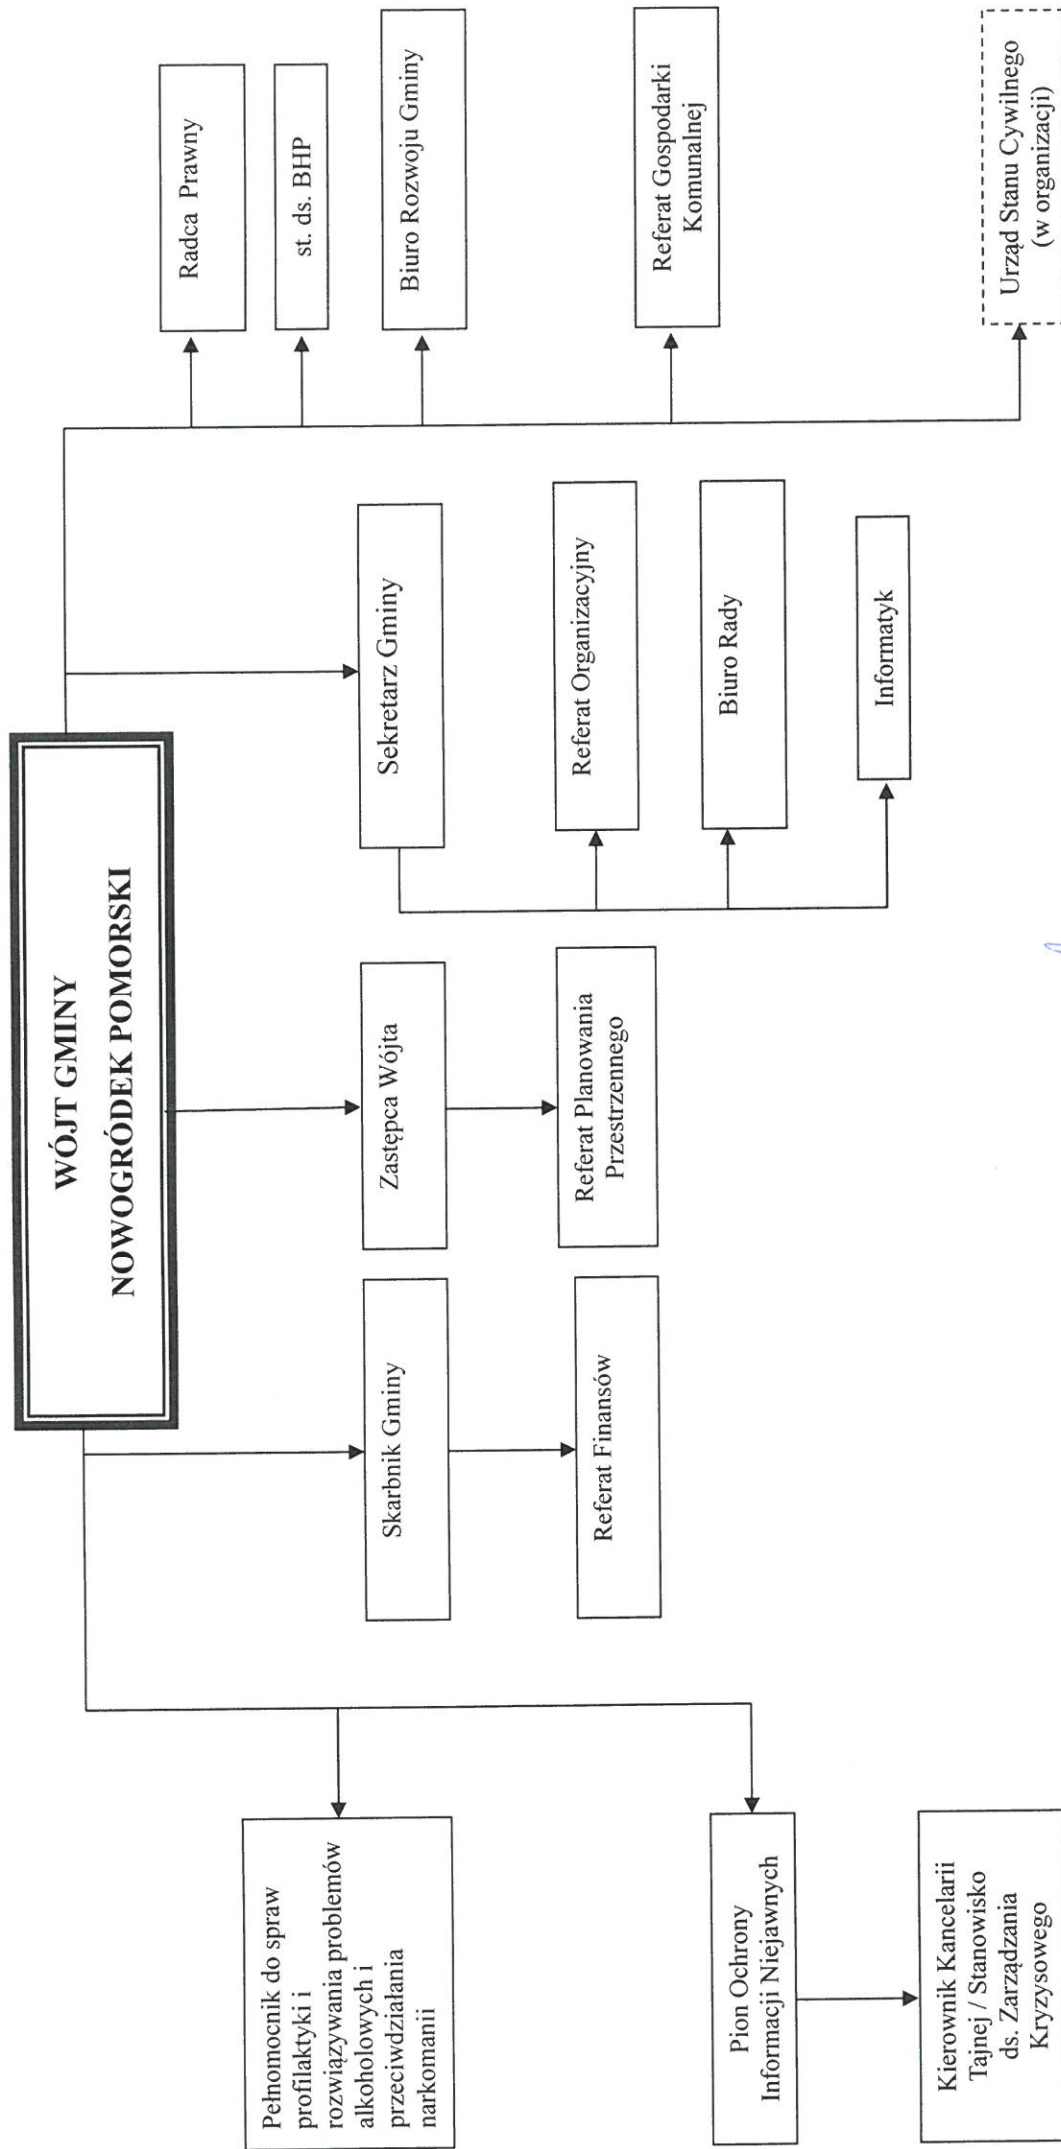 WÓJT GMINY
NOWOGRÓDEK POMORSKI
Pełnomocnik do spraw
profilaktyki i
rozwiązywania problemów
alkoholowych i
przeciwdziałania
narkomanii
Pion Ochrony
Informacji Niejawnych
Kierownik Kancelarii
Tajnej / Stanowisko
ds. Zarządzania
Kryzysowego
Skarbnik Gminy
Referat Finansów
Zastępca Wójta
Referat Planowania
Przestrzennego
Sekretarz Gminy
Referat Organizacyjny
Biuro Rady
Informatyk
Radca Prawny
st. ds. BHP
Biuro Rozwoju Gminy
Referat Gospodarki
Komunalnej
Urząd Stanu Cywilnego
(w organizacji)